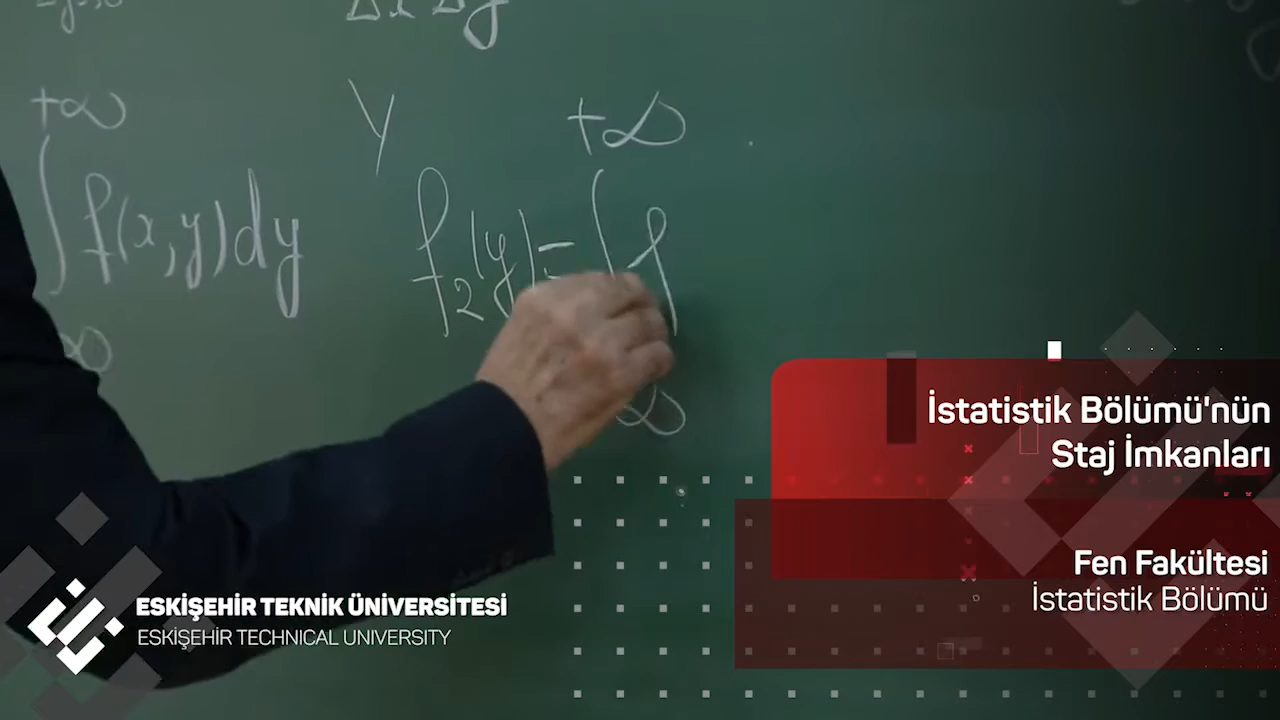 +∞
Y
+∞
∫ f(x,y)dy
f₂(y) = ∫ f
∞
∞
İstatistik Bölümü'nün
Staj İmkanları
Fen Fakültesi
İstatistik Bölümü
ESKİŞEHİR TEKNİK ÜNİVERSİTESİ
ESKİŞEHİR TECHNICAL UNIVERSITY